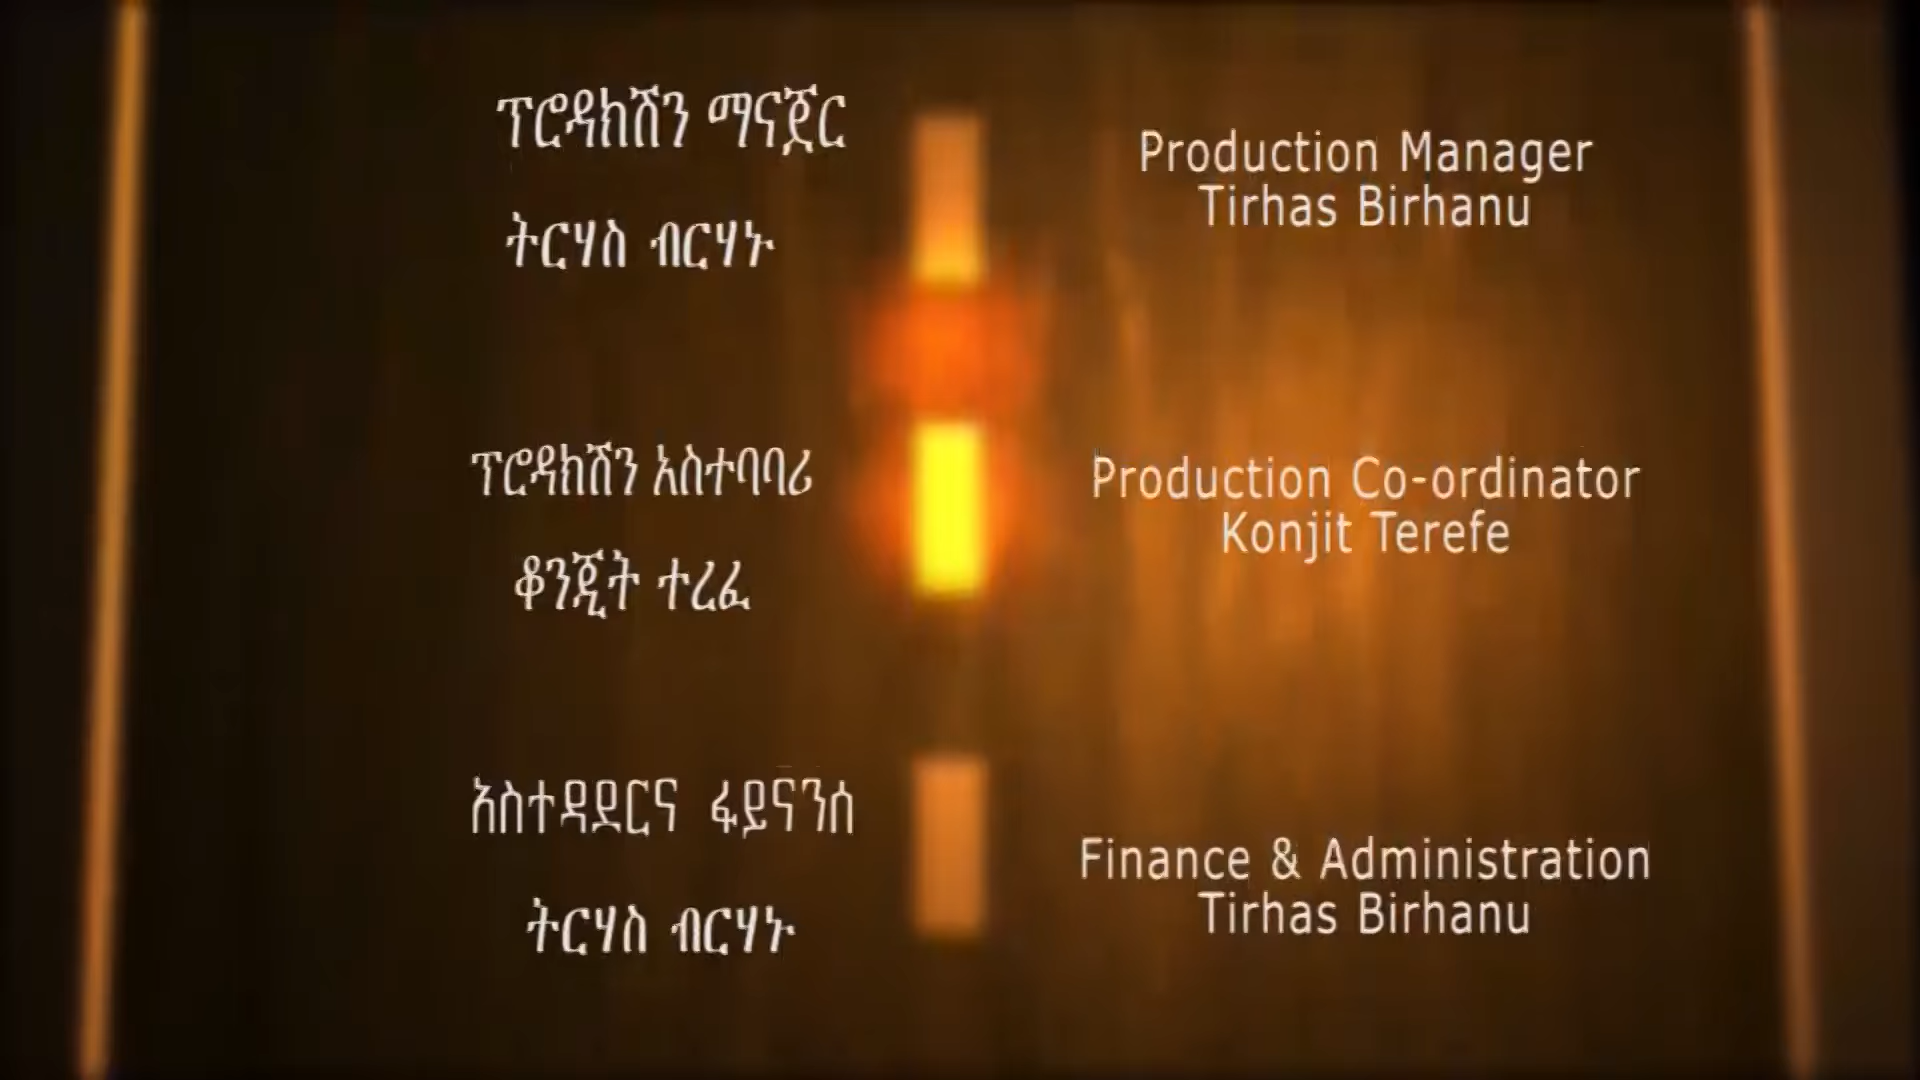 ፕሮዳክሽን ማናጀር
ትርሃስ ብርሃኑ
Production Manager
Tirhas Birhanu
ፕሮዳክሽን አስተባባሪ
ቆንጂት ተረፈ
Production Co-ordinator
Konjit Terefe
አስተዳደርና ፋይናንሰ
ትርሃስ ብርሃኑ
Finance & Administration
Tirhas Birhanu